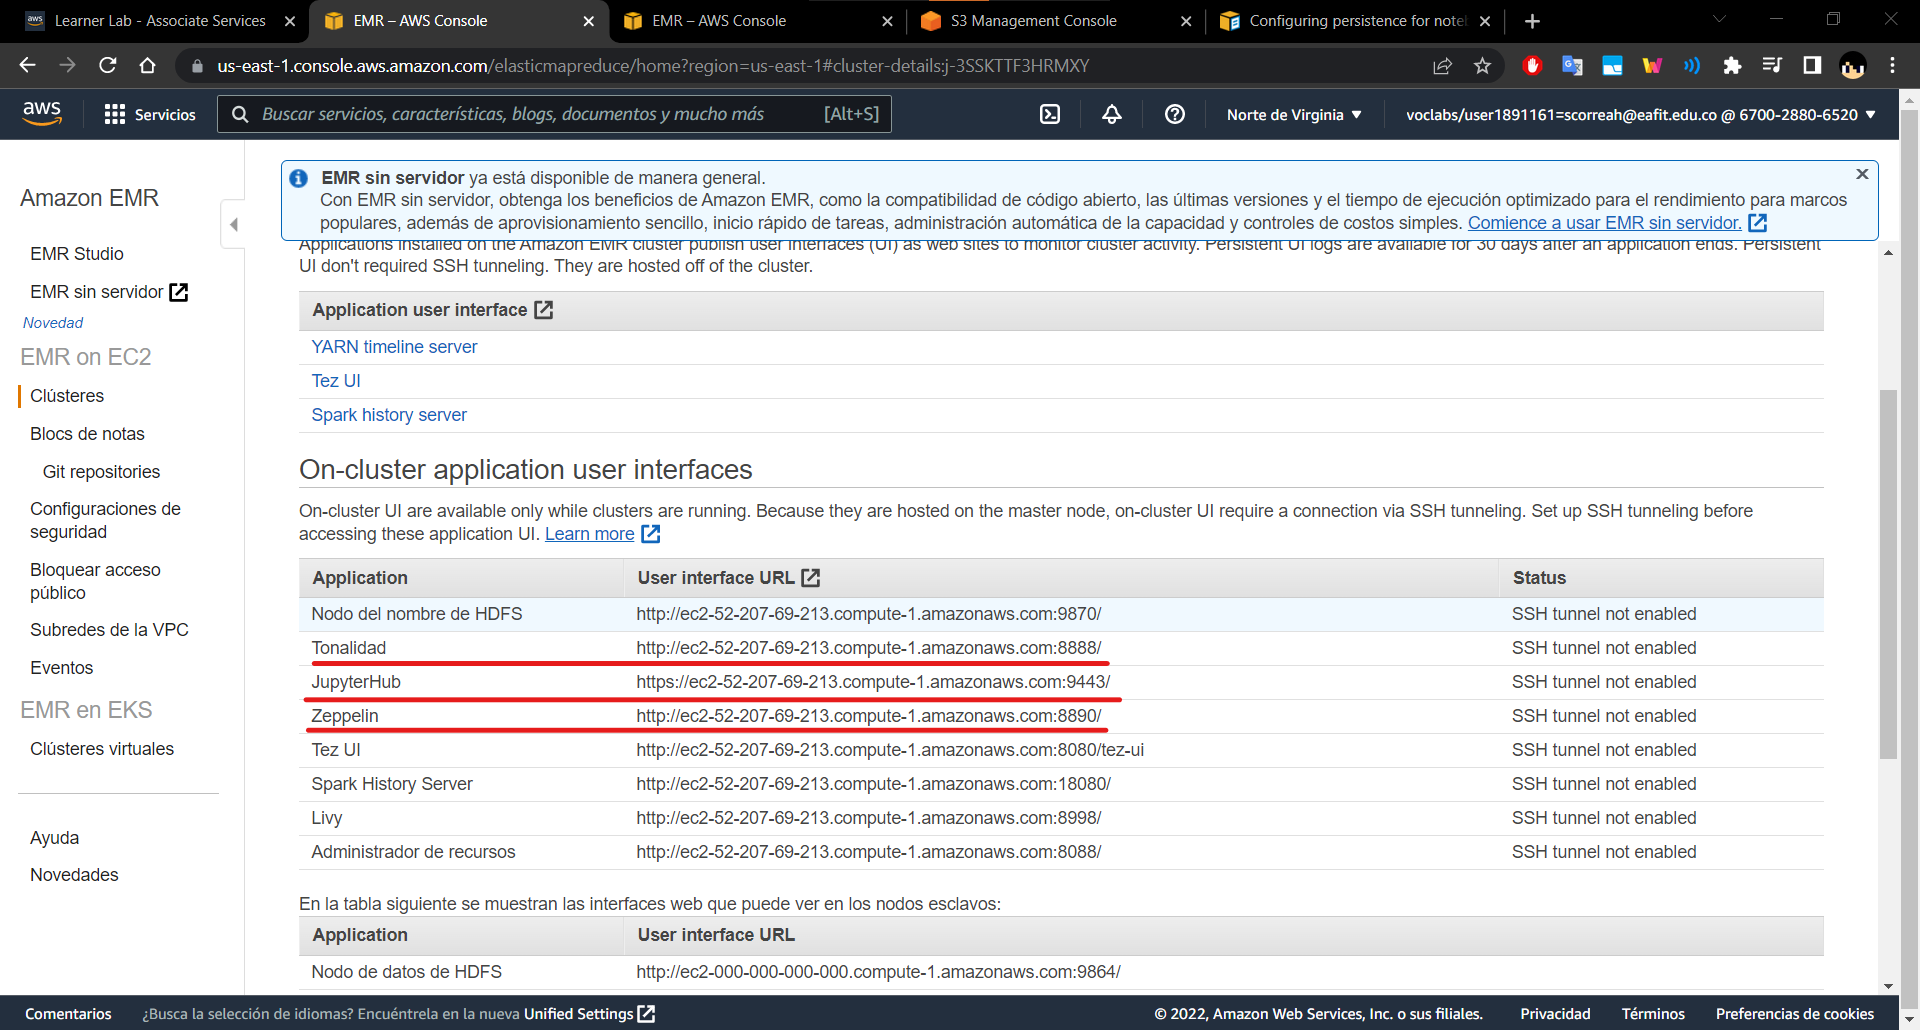 Learner Lab - Associate Services
EMR – AWS Console
EMR – AWS Console
S3 Management Console
Configuring persistence for note
us-east-1.console.aws.amazon.com/elasticmapreduce/home?region=us-east-1#cluster-details:j-3SSKTTF3HRMXY
aws
Servicios
Buscar servicios, características, blogs, documentos y mucho más
[Alt+S]
Norte de Virginia
voclabs/user1891161=scorreah@eafit.edu.co @ 6700-2880-6520
Amazon EMR
EMR Studio
EMR sin servidor
Novedad
EMR on EC2
Clústeres
Blocs de notas
Git repositories
Configuraciones de
seguridad
Bloquear acceso
público
Subredes de la VPC
Eventos
EMR en EKS
Clústeres virtuales
Ayuda
Novedades
EMR sin servidor ya está disponible de manera general.
Con EMR sin servidor, obtenga los beneficios de Amazon EMR, como la compatibilidad de código abierto, las últimas versiones y el tiempo de ejecución optimizado para el rendimiento para marcos
populares, además de aprovisionamiento sencillo, inicio rápido de tareas, administración automática de la capacidad y controles de costos simples. Comience a usar EMR sin servidor.
Applications installed on the Amazon EMR cluster publish user interfaces (UI) as web sites to monitor cluster activity. Persistent UI logs are available for 30 days after an application ends. Persistent
UI don't required SSH tunneling. They are hosted off of the cluster.
Application user interface
YARN timeline server
Tez UI
Spark history server
On-cluster application user interfaces
On-cluster UI are available only while clusters are running. Because they are hosted on the master node, on-cluster UI require a connection via SSH tunneling. Set up SSH tunneling before
accessing these application UI. Learn more
Application User interface URL Status
Nodo del nombre de HDFS http://ec2-52-207-69-213.compute-1.amazonaws.com:9870/ SSH tunnel not enabled
Tonalidad http://ec2-52-207-69-213.compute-1.amazonaws.com:8888/ SSH tunnel not enabled
JupyterHub https://ec2-52-207-69-213.compute-1.amazonaws.com:9443/ SSH tunnel not enabled
Zeppelin http://ec2-52-207-69-213.compute-1.amazonaws.com:8890/ SSH tunnel not enabled
Tez UI http://ec2-52-207-69-213.compute-1.amazonaws.com:8080/tez-ui SSH tunnel not enabled
Spark History Server http://ec2-52-207-69-213.compute-1.amazonaws.com:18080/ SSH tunnel not enabled
Livy http://ec2-52-207-69-213.compute-1.amazonaws.com:8998/ SSH tunnel not enabled
Administrador de recursos http://ec2-52-207-69-213.compute-1.amazonaws.com:8088/ SSH tunnel not enabled
En la tabla siguiente se muestran las interfaces web que puede ver en los nodos esclavos:
Application User interface URL
Nodo de datos de HDFS http://ec2-000-000-000-000.compute-1.amazonaws.com:9864/
Comentarios
¿Busca la selección de idiomas? Encuéntrela en la nueva Unified Settings
© 2022, Amazon Web Services, Inc. o sus filiales.
Privacidad
Términos
Preferencias de cookies